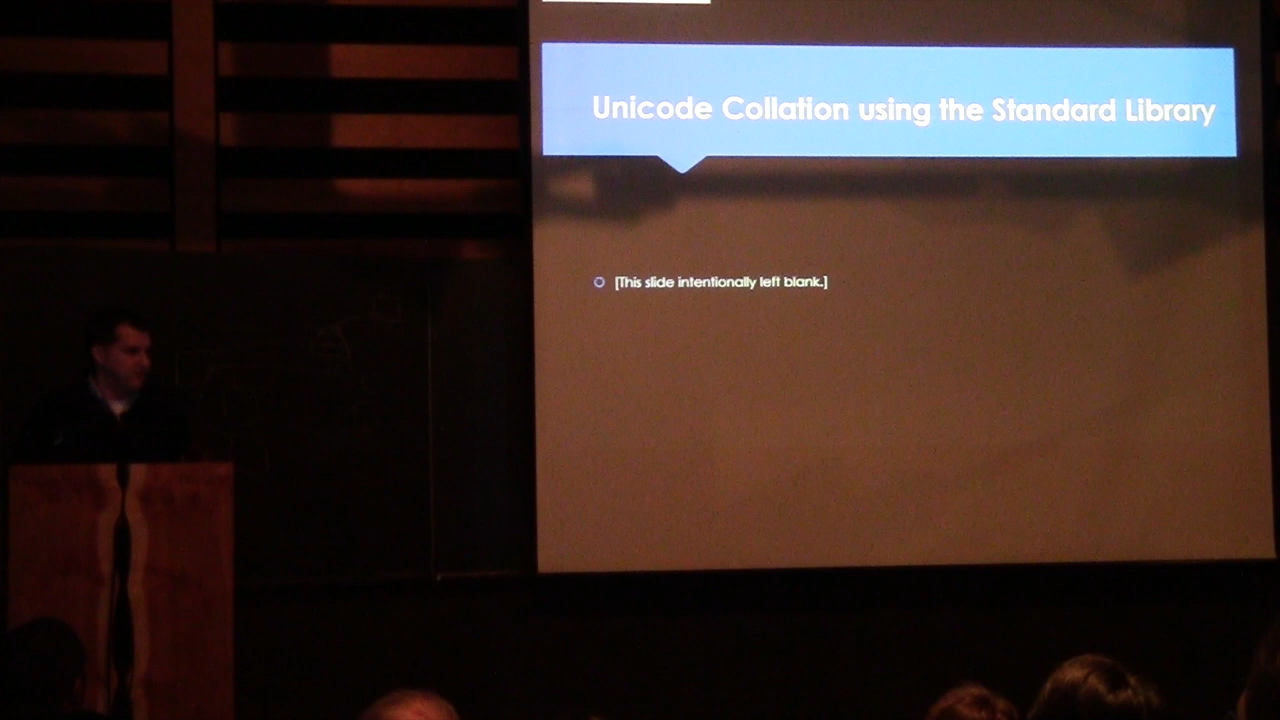 Unicode Collation using the Standard Library
[This slide intentionally left blank.]